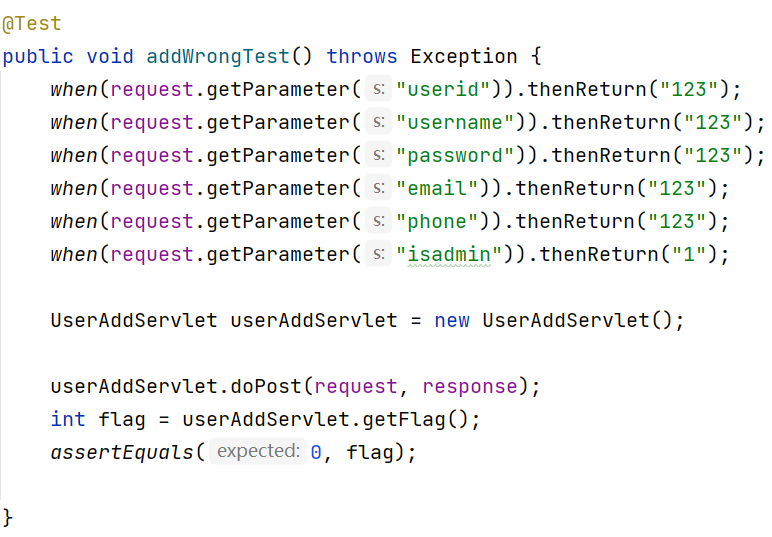 @Test
public void addWrongTest() throws Exception {
    when(request.getParameter( s: "userid")).thenReturn("123");
    when(request.getParameter( s: "username")).thenReturn("123");
    when(request.getParameter( s: "password")).thenReturn("123");
    when(request.getParameter( s: "email")).thenReturn("123");
    when(request.getParameter( s: "phone")).thenReturn("123");
    when(request.getParameter( s: "isadmin")).thenReturn("1");
    UserAddServlet userAddServlet = new UserAddServlet();
    userAddServlet.doPost(request, response);
    int flag = userAddServlet.getFlag();
    assertEquals( expected: 0, flag);
}